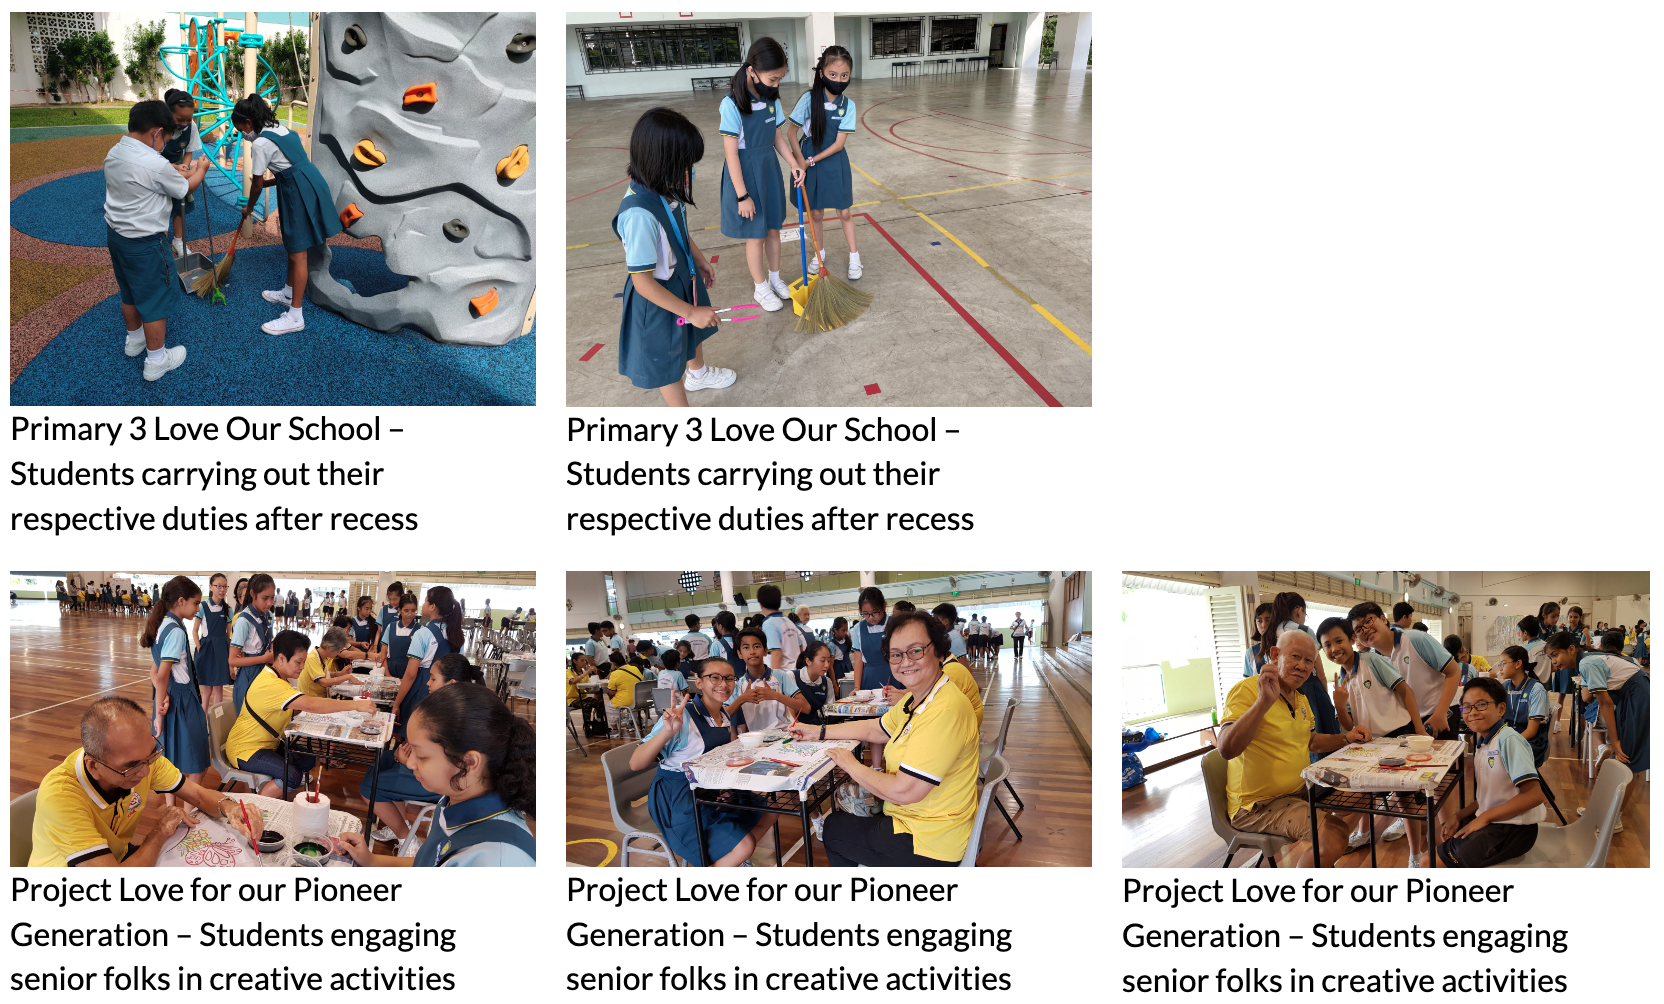 Primary 3 Love Our School –
Students carrying out their
respective duties after recess
Primary 3 Love Our School –
Students carrying out their
respective duties after recess
Project Love for our Pioneer
Generation – Students engaging
senior folks in creative activities
Project Love for our Pioneer
Generation – Students engaging
senior folks in creative activities
Project Love for our Pioneer
Generation – Students engaging
senior folks in creative activities